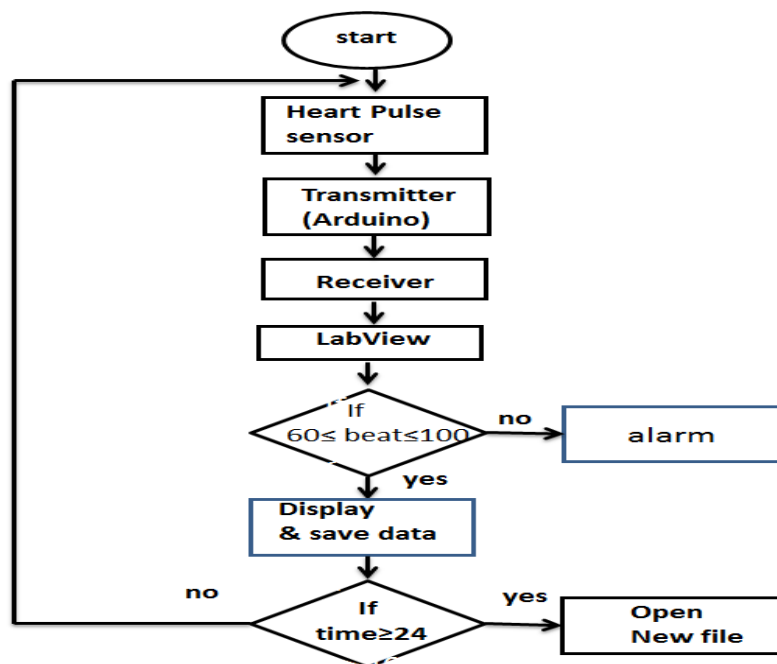 start
Heart Pulse
sensor
Transmitter
(Arduino)
Receiver
LabView
If
60≤ beat≤100
no
alarm
yes
Display
& save data
no
If
time≥24
yes
Open
New file